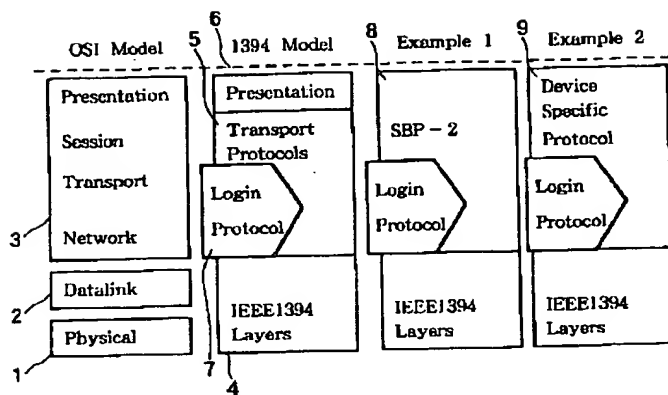 OSI Model
Presentation
Session
Transport
Network
Datalink
Physical
3
2
1
1394 Model
6
5
Presentation
Transport
Protocols
Login
Protocol
IEEE1394
Layers
7
4
Example 1
8
SBP-2
Login
Protocol
IEEE1394
Layers
Example 2
9
Device
Specific
Protocol
Login
Protocol
IEEE1394
Layers